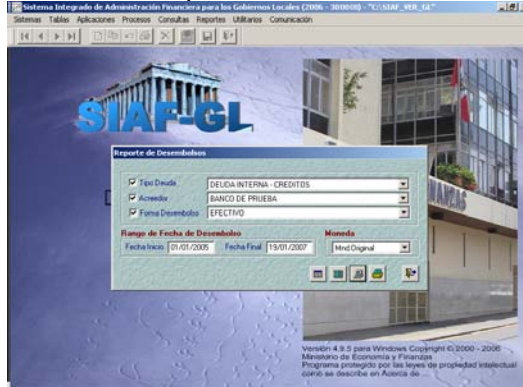 Sistema Integrado de Administración Financiera para los Gobiernos Locales (2006 - 300000) - "C:\SIAF_VER_GL"
Sistemas Tablas Aplicaciones Procesos Consultas Reportes Utilitarios Comunicación
SIAF-GL
Reporte de Desembolsos
Tipo Deuda DEUDA INTERNA - CREDITOS
Acreedor BANCO DE PRUEBA
Forma Desembolso EFECTIVO
Rango de Fecha de Desembolso Moneda
Fecha Inicio 01/01/2005 Fecha Final 19/01/2007 Mnd.Original
Versión 4.9.5 para Windows Copyright © 2000 - 2006
Ministerio de Economía y Finanzas
Programa protegido por las leyes de propiedad intelectual
como se describe en Acerca de ...